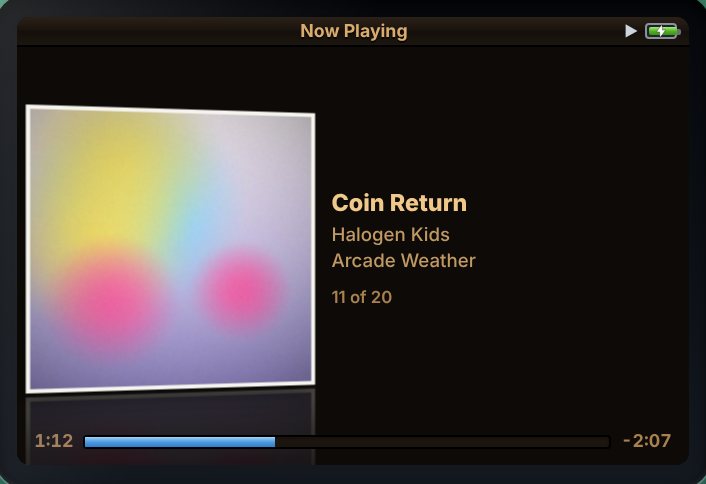 Now Playing
Coin Return
Halogen Kids
Arcade Weather
11 of 20
1:12
-2:07